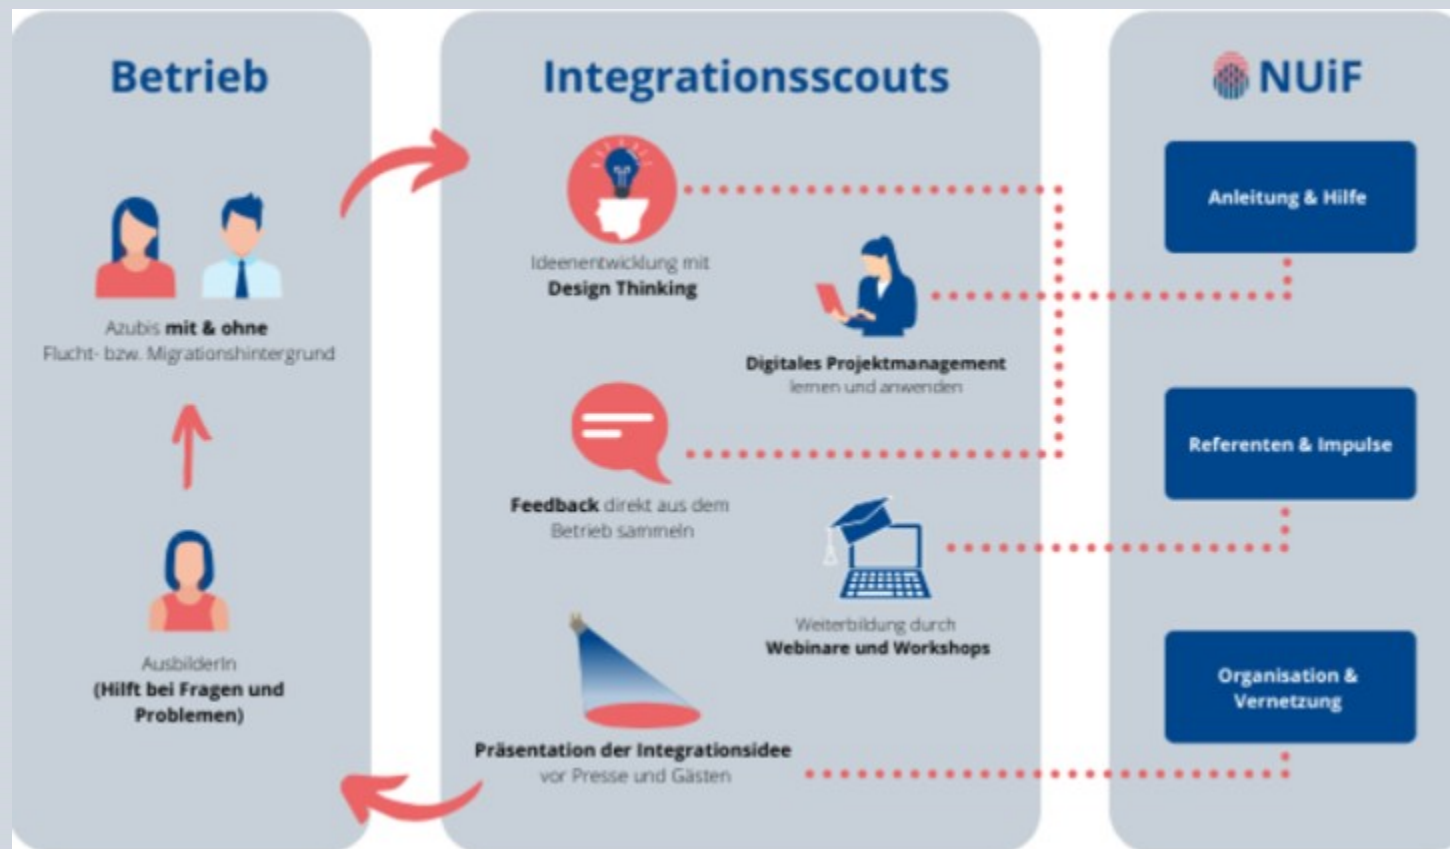 Betrieb
Azubis mit & ohne
Flucht- bzw. Migrationshintergrund
AusbilderIn
(Hilft bei Fragen und
Problemen)
Integrationsscouts
Ideenentwicklung mit
Design Thinking
Digitales Projektmanagement
lernen und anwenden
Feedback direkt aus dem
Betrieb sammeln
Weiterbildung durch
Webinare und Workshops
Präsentation der Integrationsidee
vor Presse und Gästen
NUiF
Anleitung & Hilfe
Referenten & Impulse
Organisation &
Vernetzung